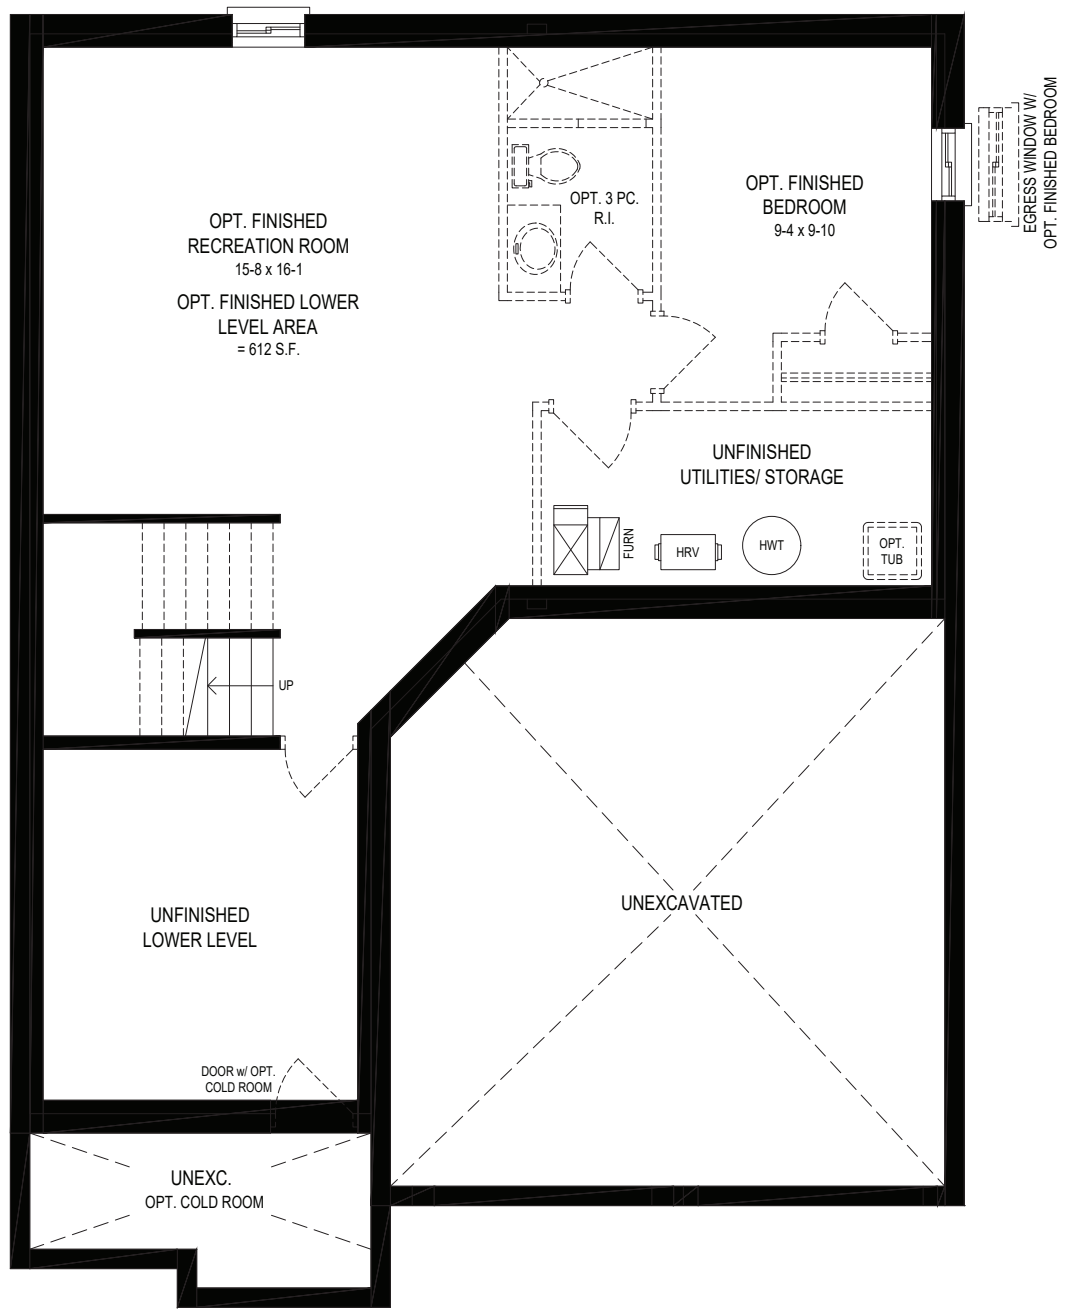 EGRESS WINDOW W/
OPT. FINISHED BEDROOM
OPT. FINISHED
RECREATION ROOM
15-8 x 16-1
OPT. FINISHED LOWER
LEVEL AREA
= 612 S.F.
OPT. 3 PC.
R.I.
OPT. FINISHED
BEDROOM
9-4 x 9-10
UNFINISHED
UTILITIES/ STORAGE
FURN
HRV
HWT
OPT.
TUB
UP
UNEXCAVATED
UNFINISHED
LOWER LEVEL
DOOR w/ OPT.
COLD ROOM
UNEXC.
OPT. COLD ROOM